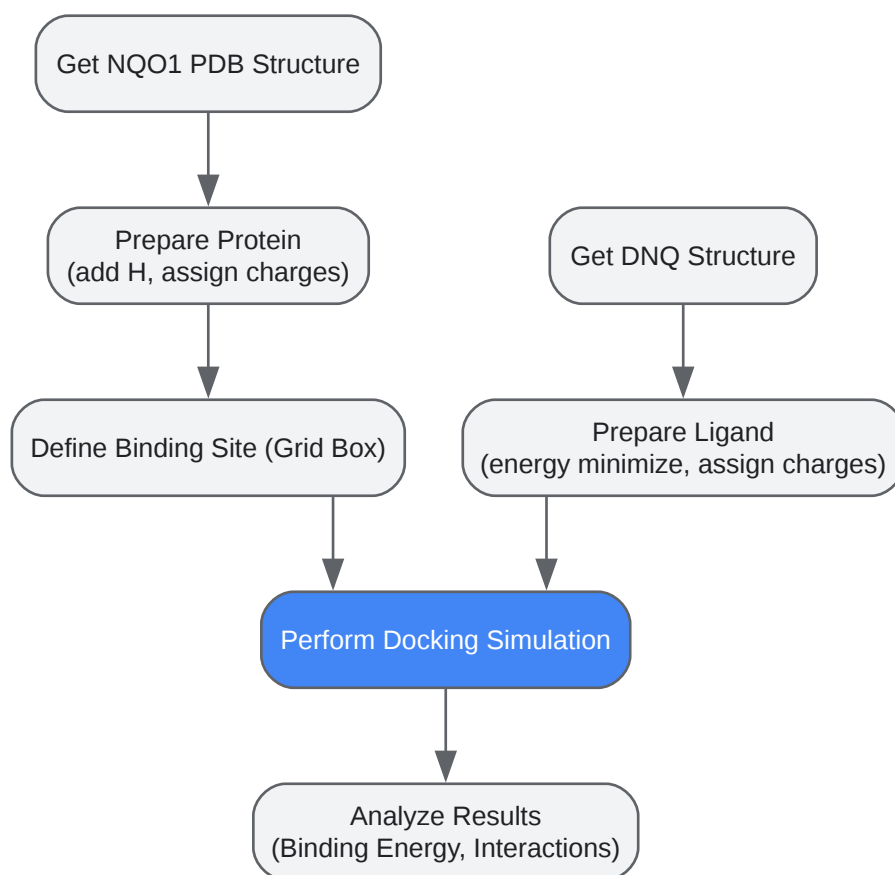 Get NQO1 PDB Structure
Prepare Protein
(add H, assign charges)
Get DNQ Structure
Define Binding Site (Grid Box)
Prepare Ligand
(energy minimize, assign charges)
Perform Docking Simulation
Analyze Results
(Binding Energy, Interactions)